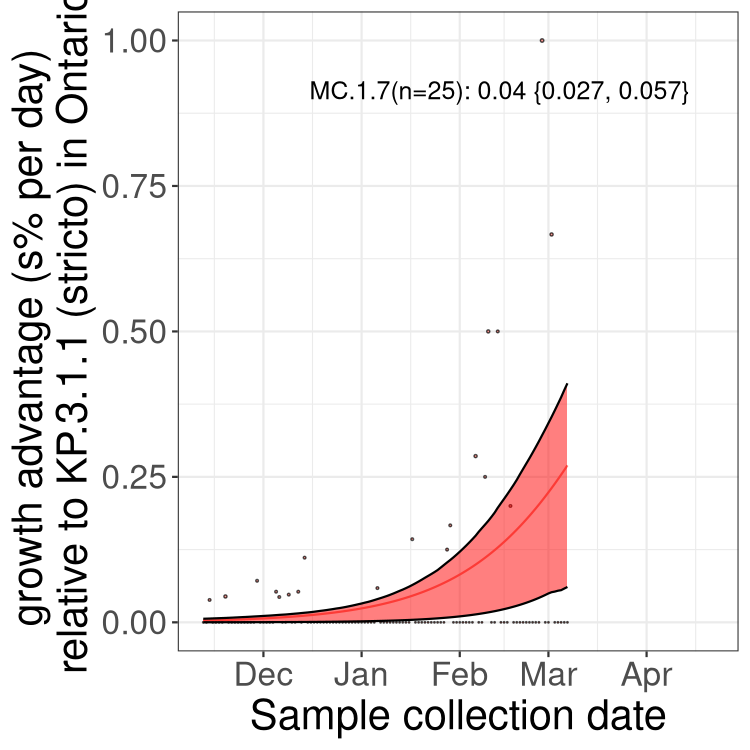 growth advantage (s% per day)
relative to KP.3.1.1 (stricto) in Ontario
1.00
0.75
0.50
0.25
0.00
MC.1.7(n=25): 0.04 {0.027, 0.057}
Dec Jan Feb Mar Apr
Sample collection date